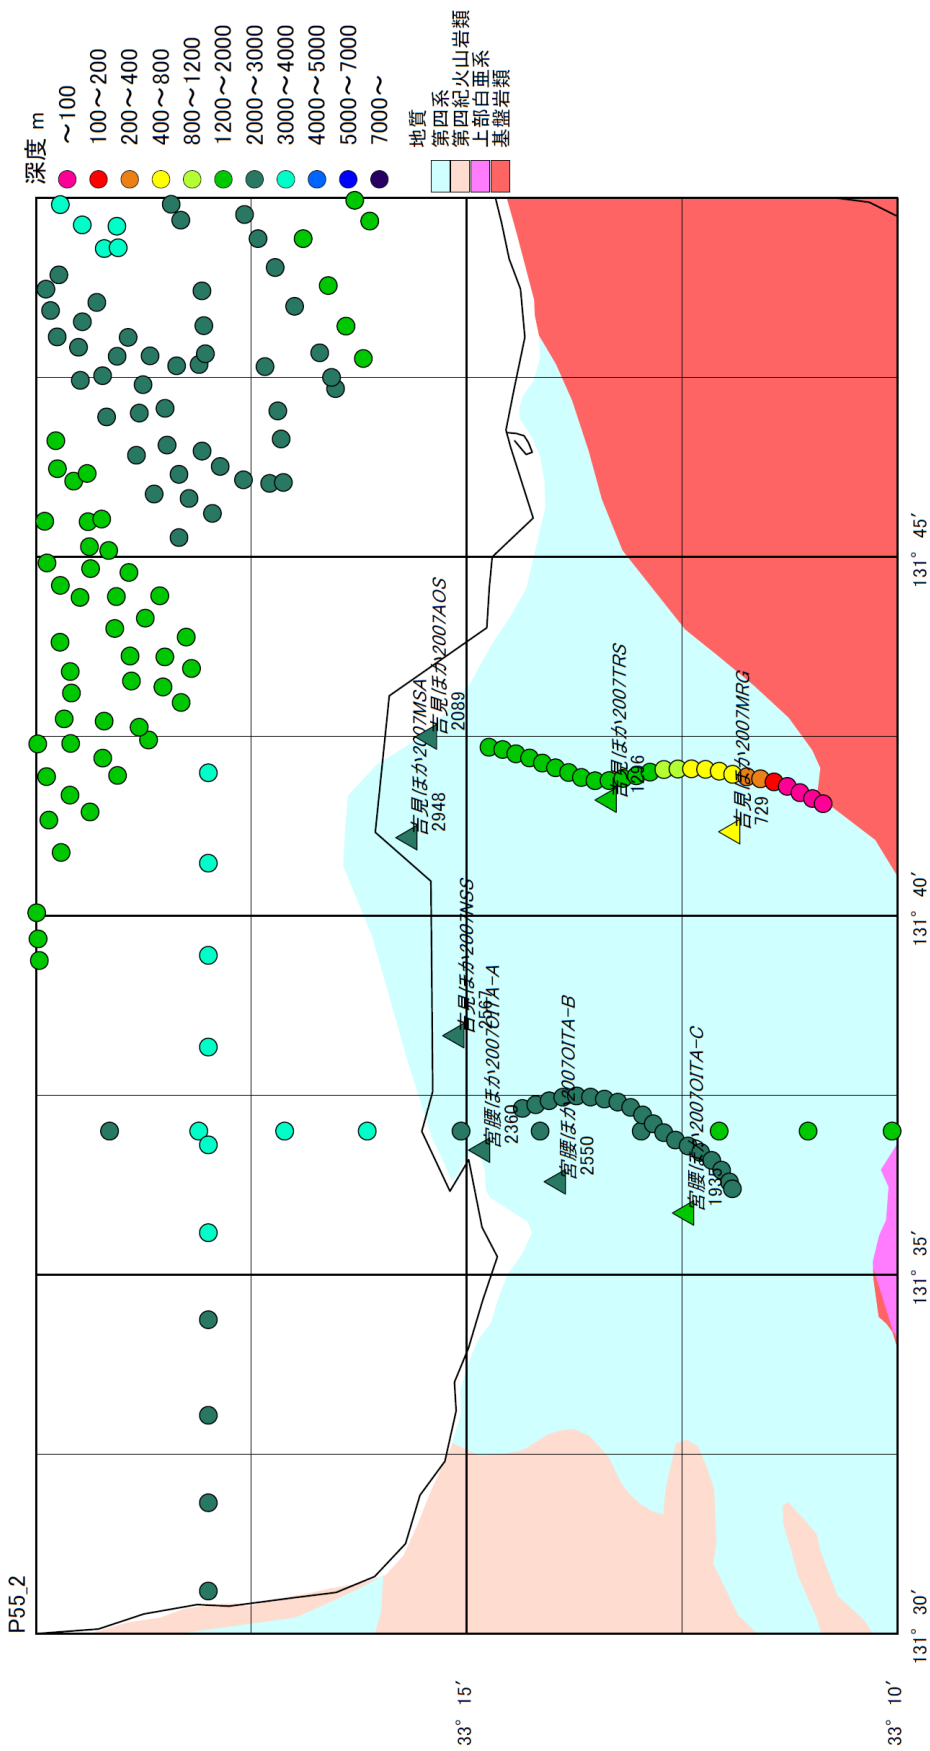 P55_2
深度 m
～100
100～200
200～400
400～800
800～1200
1200～2000
2000～3000
3000～4000
4000～5000
5000～7000
7000～
地質
第四系
第四紀火山岩類
上部白亜系
基盤岩類
吉見ほか2007MSA
2948
吉見ほか2007AOS
2089
吉見ほか2007NSS
2567
宮腰ほか2007OITA-A
2360
宮腰ほか2007OITA-B
2550
吉見ほか2007TRS
1296
宮腰ほか2007OITA-C
1935
吉見ほか2007MRG
729
33° 15′
33° 10′
131° 30′
131° 35′
131° 40′
131° 45′